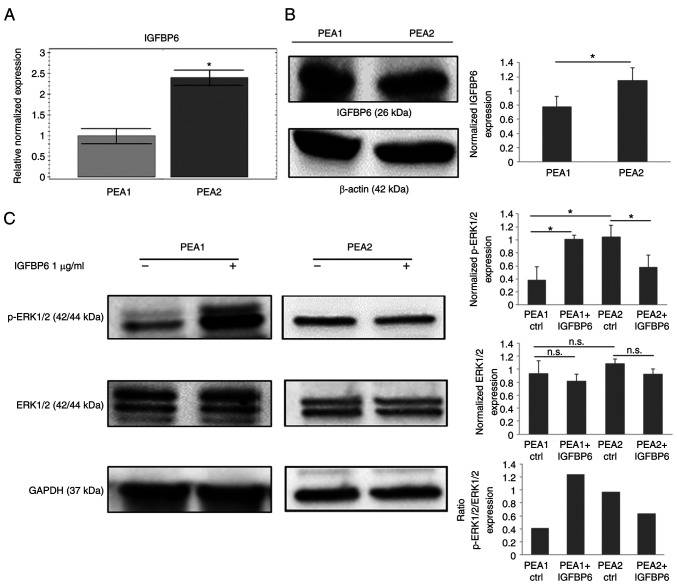 A
IGFBP6
Relative normalized expression
3
2.5
2
1.5
1
0.5
0
*
PEA1 PEA2
B
PEA1 PEA2
IGFBP6 (26 kDa)
β-actin (42 kDa)
Normalized IGFBP6
expression
1.4
1.2
1
0.8
0.6
0.4
0.2
0
*
PEA1 PEA2
C
PEA1 PEA2
IGFBP6 1 µg/ml – + – +
p-ERK1/2 (42/44 kDa)
ERK1/2 (42/44 kDa)
GAPDH (37 kDa)
Normalized p-ERK1/2
expression
1.4
1.2
1
0.8
0.6
0.4
0.2
0
*
* *
PEA1 PEA1+ PEA2 PEA2+
ctrl IGFBP6 ctrl IGFBP6
Normalized ERK1/2
expression
1.4
1.2
1
0.8
0.6
0.4
0.2
0
n.s.
n.s. n.s.
PEA1 PEA1+ PEA2 PEA2+
ctrl IGFBP6 ctrl IGFBP6
Ratio
p-ERK1/2/ERK1/2
expression
1.4
1.2
1
0.8
0.6
0.4
0.2
0
PEA1 PEA1+ PEA2 PEA2+
ctrl IGFBP6 ctrl IGFBP6